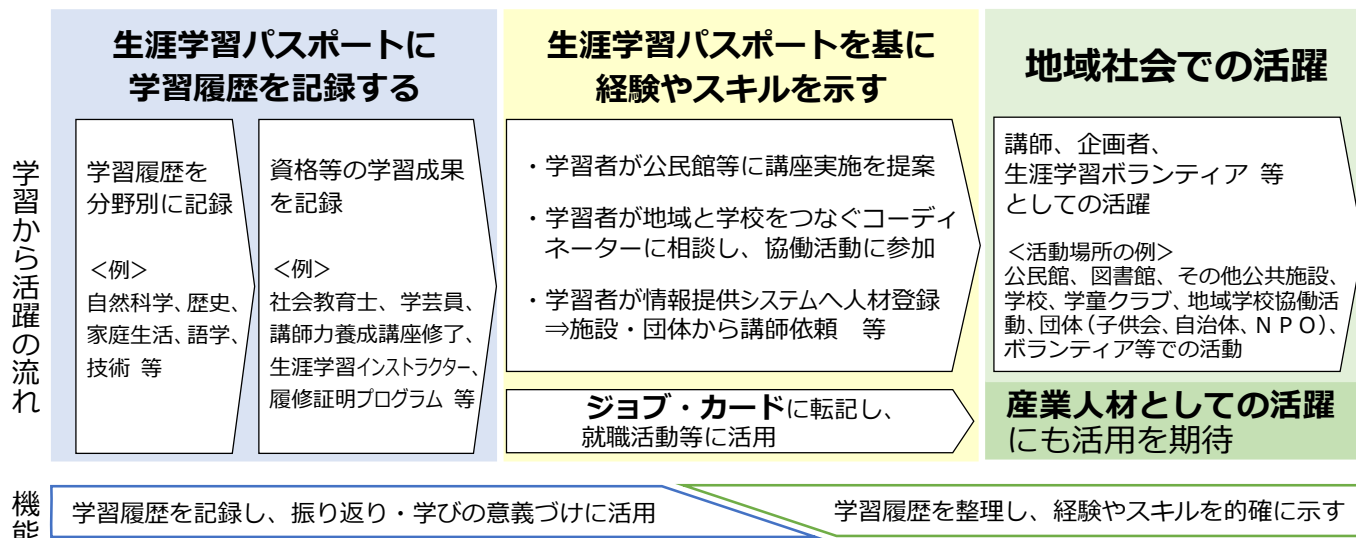 生涯学習パスポートに
学習履歴を記録する
生涯学習パスポートを基に
経験やスキルを示す
地域社会での活躍
学習から活躍の流れ
学習履歴を
分野別に記録
<例>
自然科学、歴史、
家庭生活、語学、
技術 等
資格等の学習成果
を記録
<例>
社会教育士、学芸員、
講師力養成講座修了、
生涯学習インストラクター、
履修証明プログラム 等
・学習者が公民館等に講座実施を提案
・学習者が地域と学校をつなぐコーディ
ネーターに相談し、協働活動に参加
・学習者が情報提供システムへ人材登録
⇒施設・団体から講師依頼 等
ジョブ・カードに転記し、
就職活動等に活用
講師、企画者、
生涯学習ボランティア 等
としての活躍
<活動場所の例>
公民館、図書館、その他公共施設、
学校、学童クラブ、地域学校協働活
動、団体(子供会、自治体、NPO)、
ボランティア等での活動
産業人材としての活躍
にも活用を期待
機能
学習履歴を記録し、振り返り・学びの意義づけに活用
学習履歴を整理し、経験やスキルを的確に示す